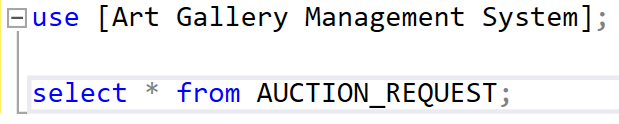 use [Art Gallery Management System];
select * from AUCTION_REQUEST;